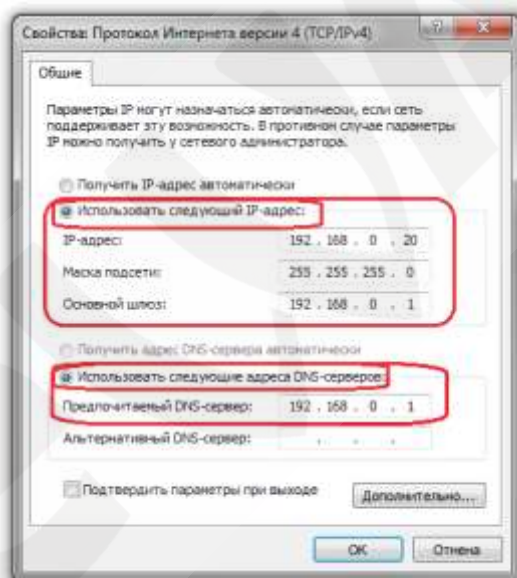 Свойства: Протокол Интернета версии 4 (TCP/IPv4)
Общие
Параметры IP могут назначаться автоматически, если сеть
поддерживает эту возможность. В противном случае параметры
IP можно получить у сетевого администратора.
Получить IP-адрес автоматически
Использовать следующий IP-адрес:
IP-адрес: 192 . 168 . 0 . 20
Маска подсети: 255 . 255 . 255 . 0
Основной шлюз: 192 . 168 . 0 . 1
Получить адрес DNS-сервера автоматически
Использовать следующие адреса DNS-серверов:
Предпочитаемый DNS-сервер: 192 . 168 . 0 . 1
Альтернативный DNS-сервер: . . .
Подтвердить параметры при выходе
Дополнительно...
ОК Отмена